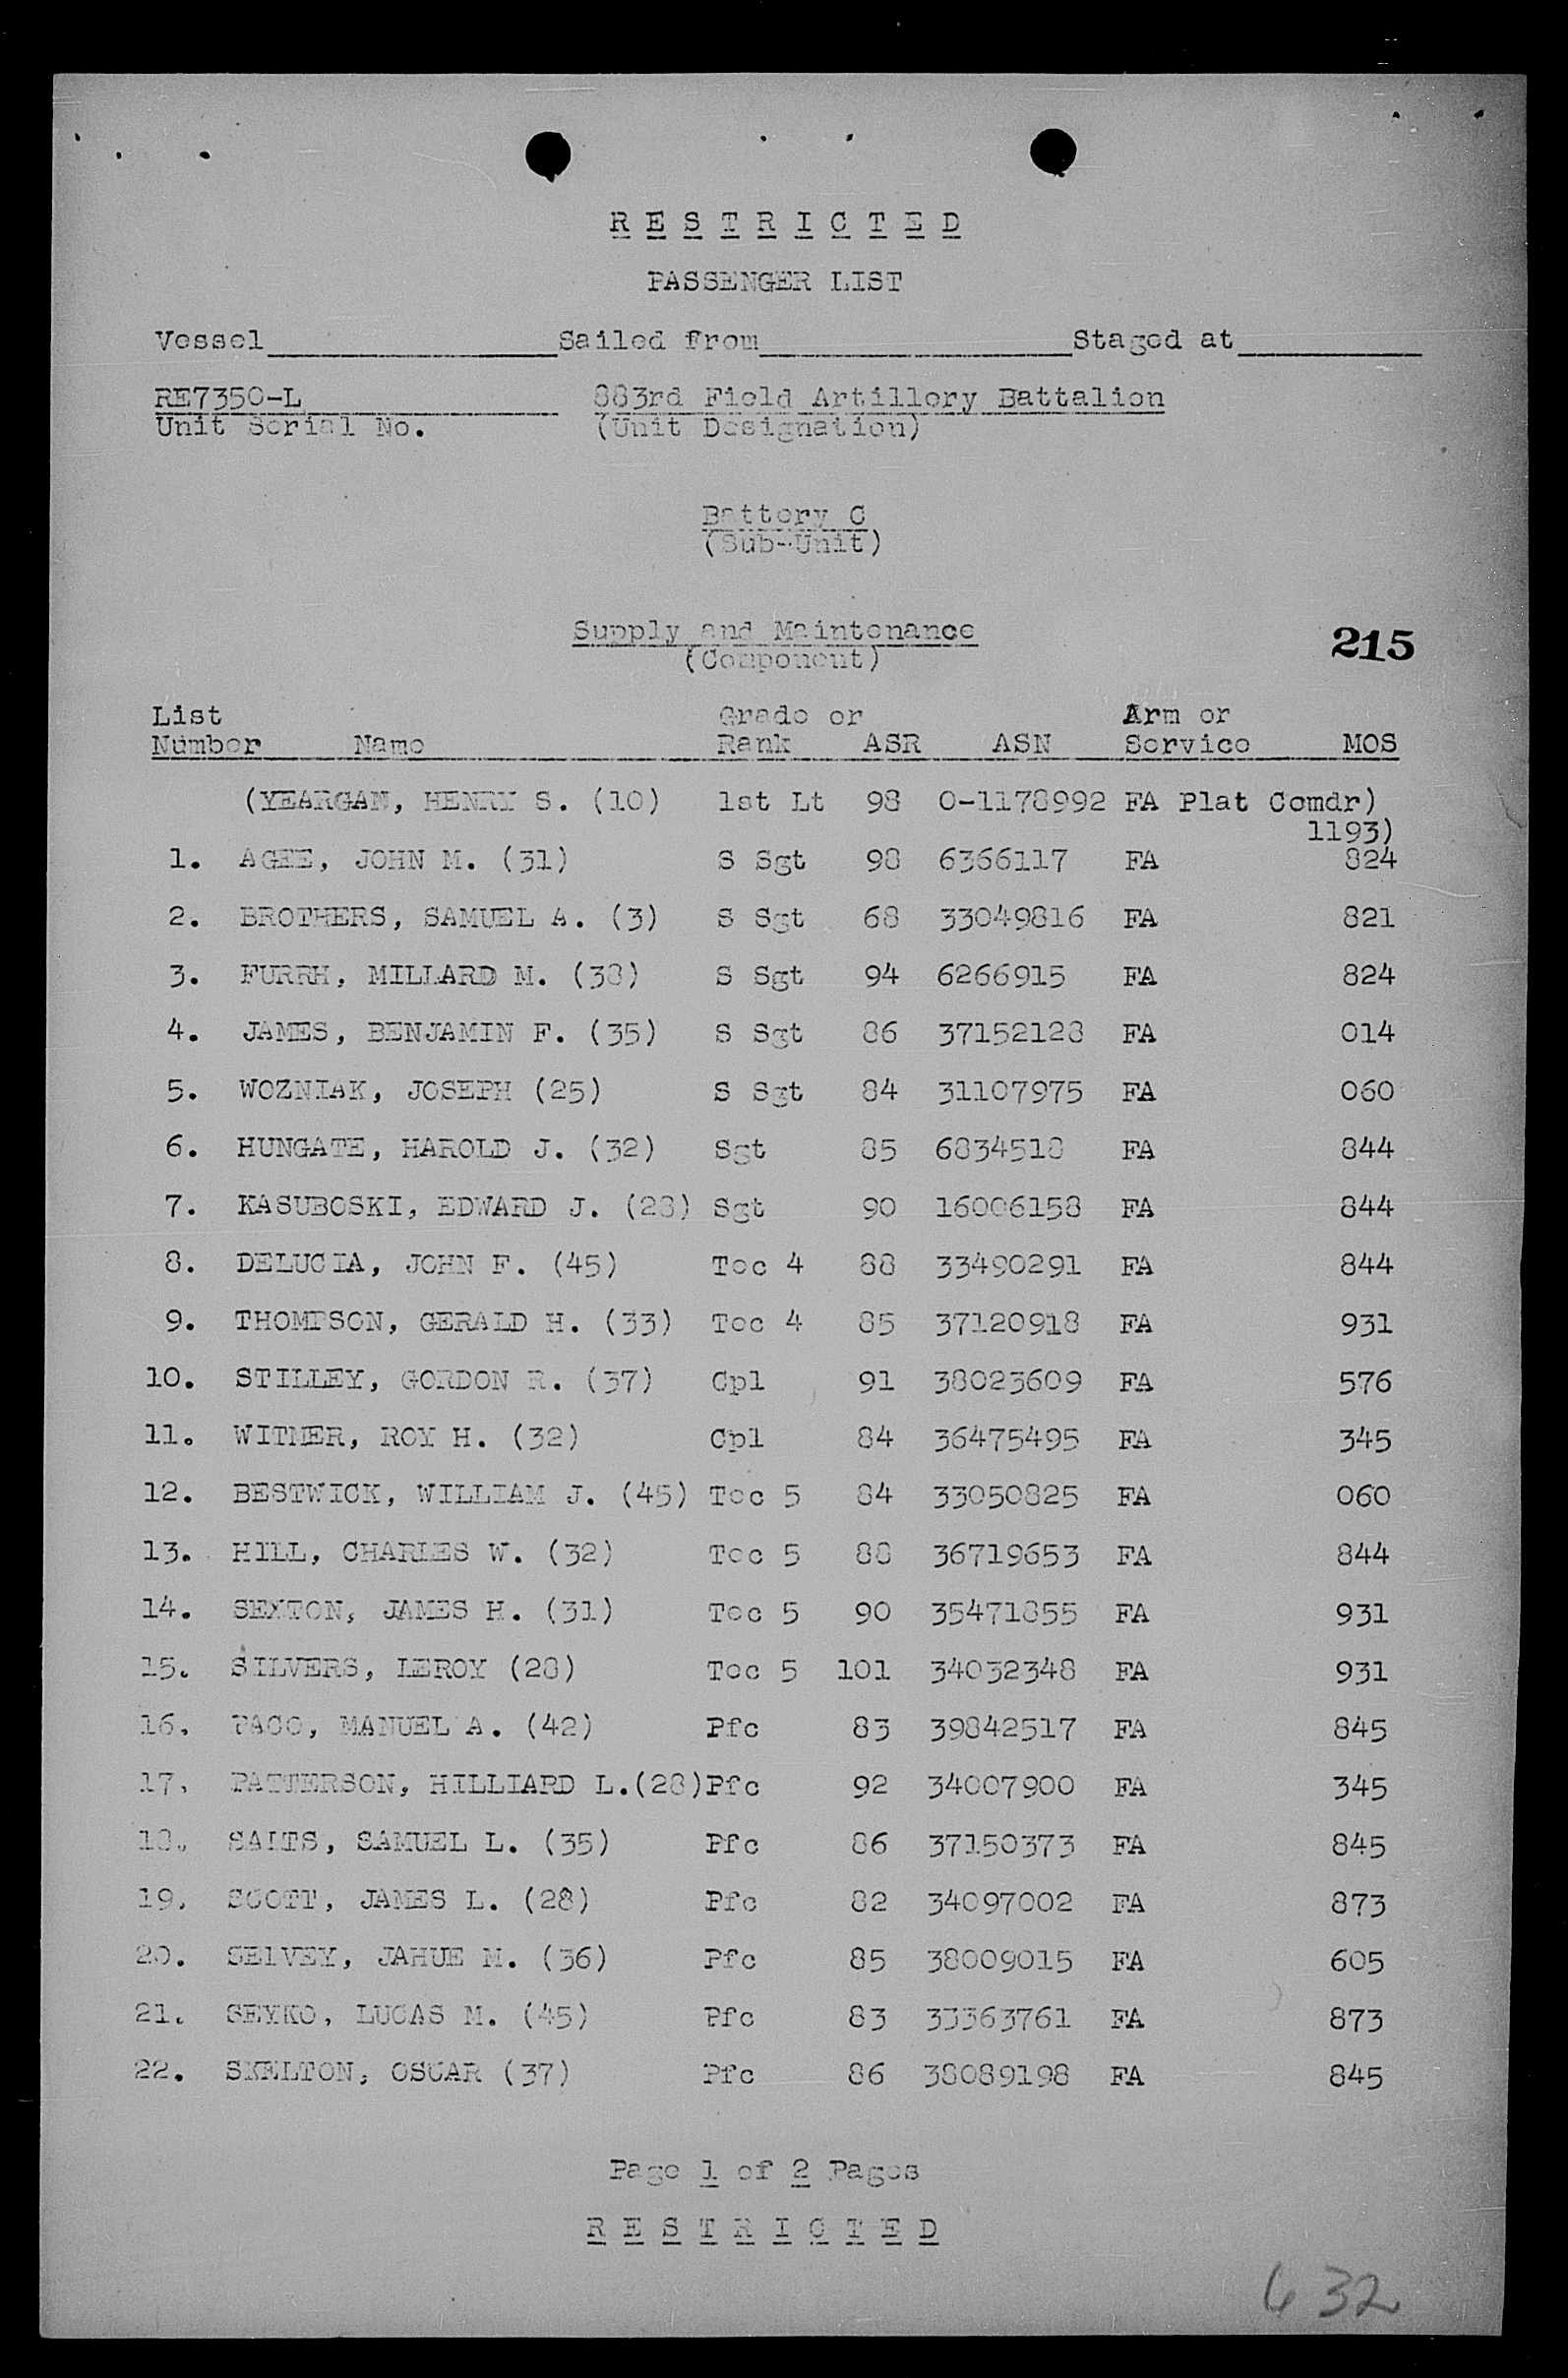 R E S T R I C T E D
PASSENGER LIST
Vessel Sailed From Staged at
RE7350-L 883rd Field Artillery Battalion
Unit Serial No. (Unit Designation)
Battery C
(Sub-Unit)
Supply and Maintenance
(Component)
215
List Grade or Arm or
Number Name Rank ASR ASN Service MOS
(YEARGAN, HENRY S. (10) 1st Lt 98 O-1178992 FA Plat Comdr)
1193)
1. AGEE, JOHN M. (31) S Sgt 98 6366117 FA 824
2. BROTHERS, SAMUEL A. (3) S Sgt 68 33049816 FA 821
3. FURRH, MILLARD M. (38) S Sgt 94 6266915 FA 824
4. JAMES, BENJAMIN F. (35) S Sgt 86 37152128 FA 014
5. WOZNIAK, JOSEPH (25) S Sgt 84 31107975 FA 060
6. HUNGATE, HAROLD J. (32) Sgt 85 6834518 FA 844
7. KASUBOSKI, EDWARD J. (28) Sgt 90 16006158 FA 844
8. DELUCIA, JOHN F. (45) Tec 4 88 33490291 FA 844
9. THOMPSON, GERALD H. (33) Tec 4 85 37120918 FA 931
10. STILLEY, GORDON R. (37) Cpl 91 38023609 FA 576
11. WITMER, ROY H. (32) Cpl 84 36475495 FA 345
12. BESTWICK, WILLIAM J. (45) Tec 5 84 33050825 FA 060
13. HILL, CHARLES W. (32) Tec 5 88 36719653 FA 844
14. SEXTON, JAMES H. (31) Tec 5 90 35471855 FA 931
15. SILVERS, LEROY (28) Tec 5 101 34032348 FA 931
16. PACO, MANUEL A. (42) Pfc 83 39842517 FA 845
17. PATTERSON, HILLIARD L.(28) Pfc 92 34007900 FA 345
18. SALTS, SAMUEL L. (35) Pfc 86 37150373 FA 845
19. SCOTT, JAMES L. (28) Pfc 82 34097002 FA 873
20. SELVEY, JAHUE M. (36) Pfc 85 38009015 FA 605
21. SEYKO, LUCAS M. (45) Pfc 83 33363761 FA 873
22. SKELTON, OSCAR (37) Pfc 86 38089198 FA 845
Page 1 of 2 Pages
R E S T R I C T E D
632